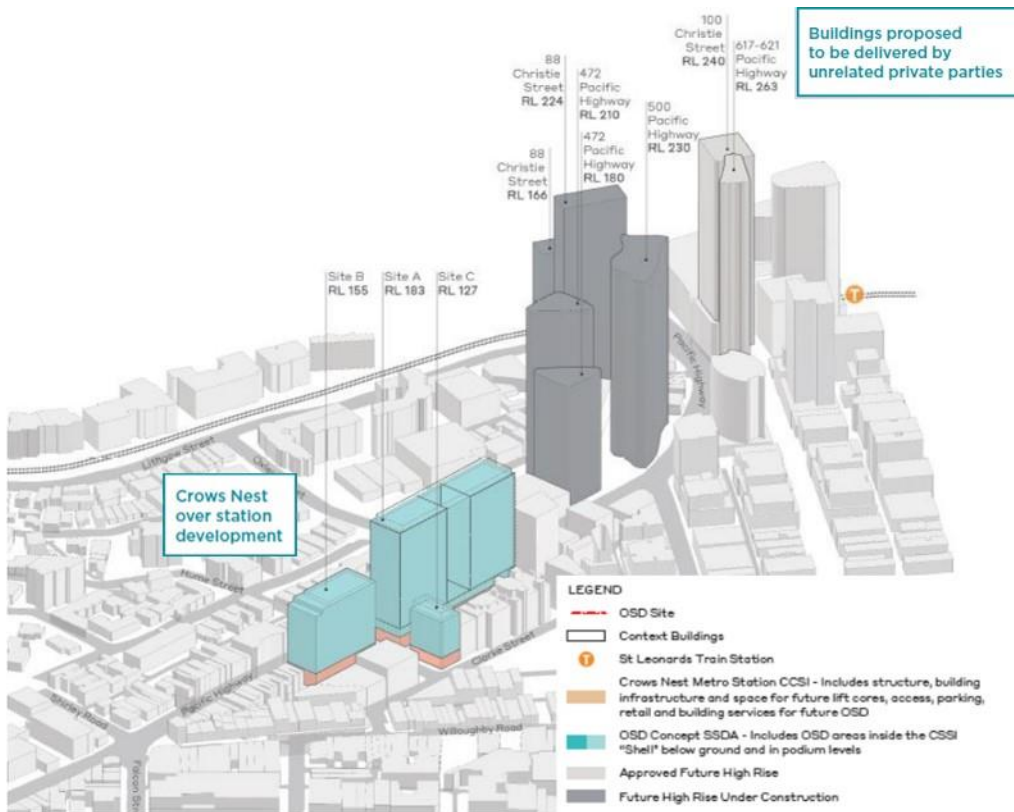 Buildings proposed
to be delivered by
unrelated private parties
100
Christie
Street
RL 240
617-621
Pacific
Highway
RL 263
88
Christie
Street
RL 224
472
Pacific
Highway
RL 210
500
Pacific
Highway
RL 230
88
Christie
Street
RL 166
472
Pacific
Highway
RL 180
Site B
RL 155
Site A
RL 183
Site C
RL 127
T
Pacific Highway
Lithgow Street
Crows Nest
over station
development
Hume Street
Clarke Street
Pacific Highway
Shirley Road
Willoughby Road
Falcon
LEGEND
OSD Site
Context Buildings
T St Leonards Train Station
Crows Nest Metro Station CCSI - Includes structure, building
infrastructure and space for future lift cores, access, parking,
retail and building services for future OSD
OSD Concept SSDA - Includes OSD areas inside the CSSI
"Shell" below ground and in podium levels
Approved Future High Rise
Future High Rise Under Construction